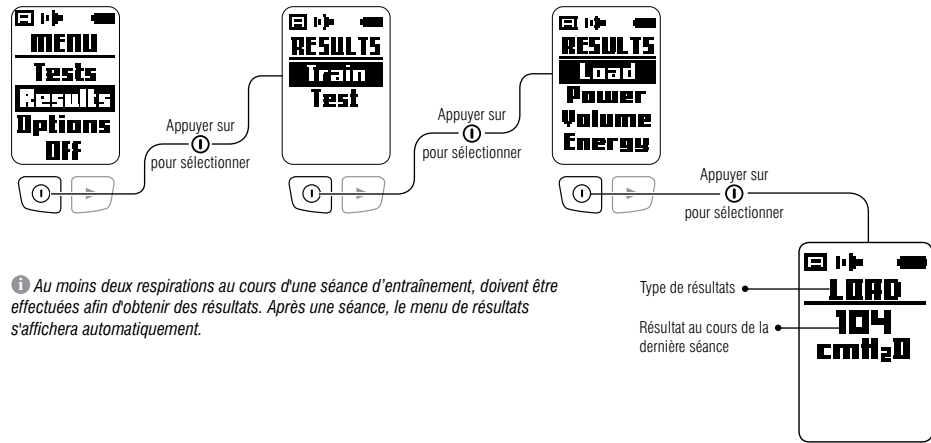 MENU
Tests
Results
Options
OFF
Appuyer sur
pour sélectionner
RESULTS
Train
Test
Appuyer sur
pour sélectionner
RESULTS
Load
Power
Volume
Energy
Appuyer sur
pour sélectionner
Au moins deux respirations au cours d'une séance d'entraînement, doivent être
effectuées afin d'obtenir des résultats. Après une séance, le menu de résultats
s'affichera automatiquement.
Type de résultats
LOAD
Résultat au cours de la
dernière séance
104
cmH₂O